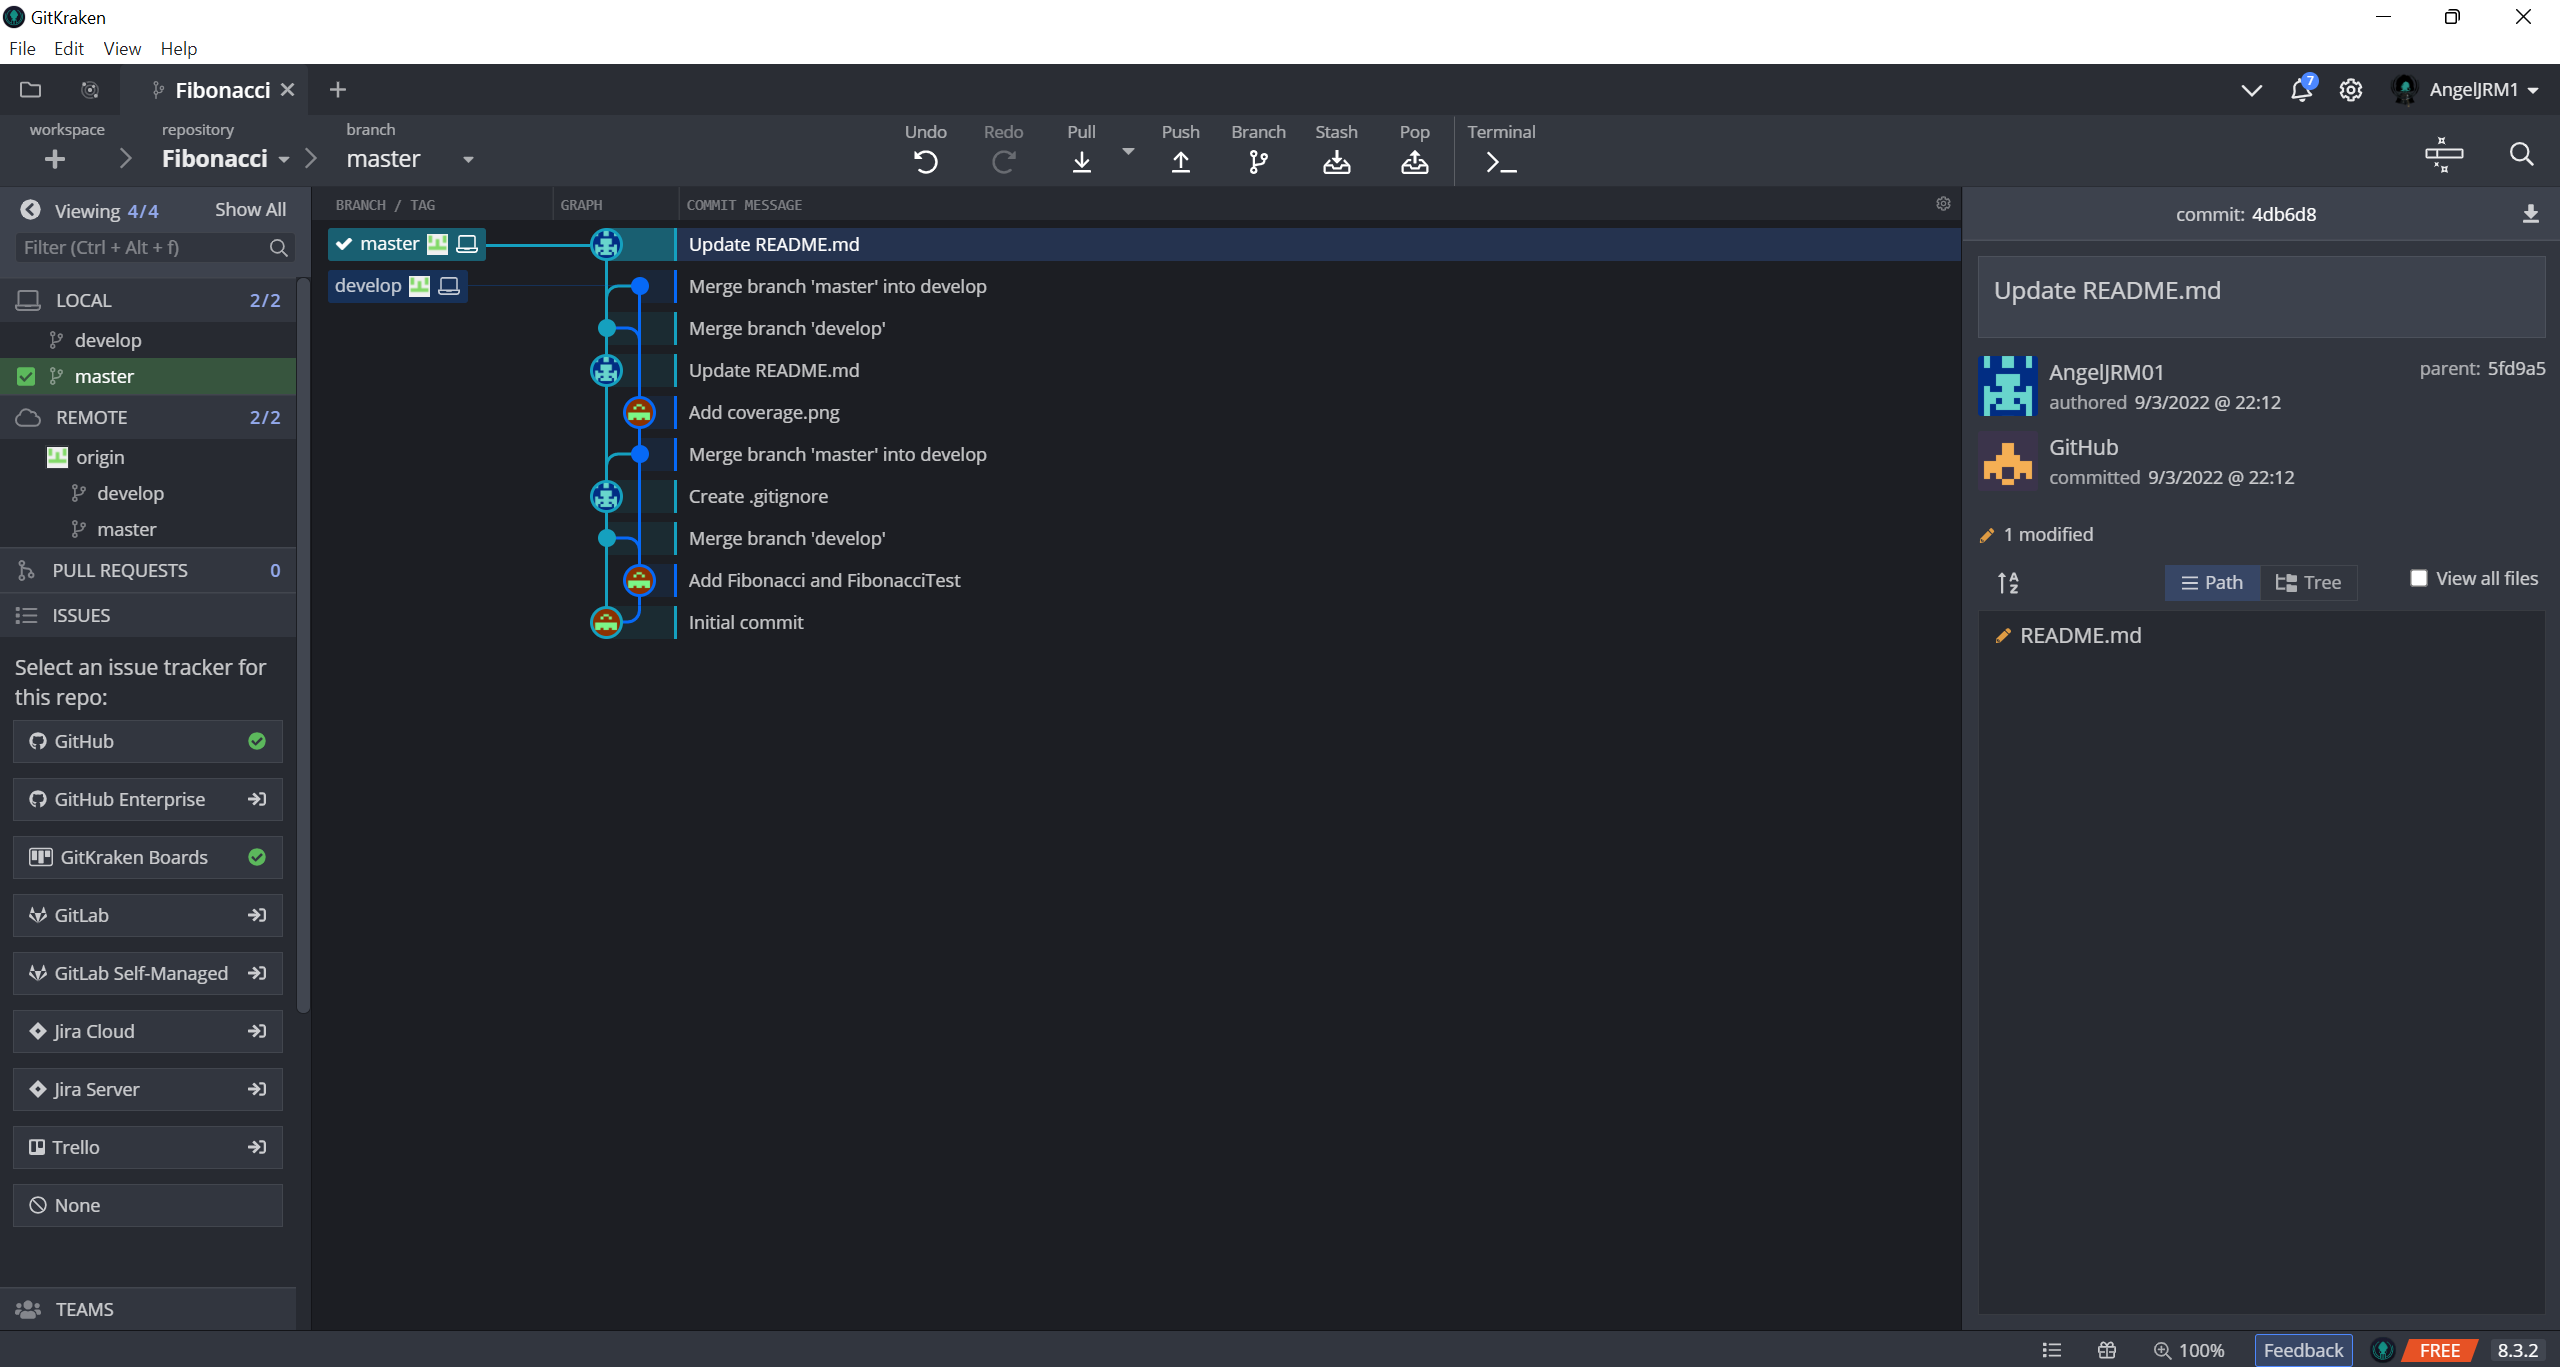 GitKraken
File Edit View Help
Fibonacci
7
AngelJRM1
workspace
repository
Fibonacci
branch
master
Undo Redo Pull Push Branch Stash Pop Terminal
Viewing 4/4 Show All
Filter (Ctrl + Alt + f)
LOCAL 2/2
develop
master
REMOTE 2/2
origin
develop
master
PULL REQUESTS 0
ISSUES
Select an issue tracker for
this repo:
GitHub
GitHub Enterprise
GitKraken Boards
GitLab
GitLab Self-Managed
Jira Cloud
Jira Server
Trello
None
TEAMS
BRANCH / TAG GRAPH COMMIT MESSAGE
master Update README.md
develop Merge branch 'master' into develop
Merge branch 'develop'
Update README.md
Add coverage.png
Merge branch 'master' into develop
Create .gitignore
Merge branch 'develop'
Add Fibonacci and FibonacciTest
Initial commit
commit: 4db6d8
Update README.md
AngelJRM01
authored 9/3/2022 @ 22:12
parent: 5fd9a5
GitHub
committed 9/3/2022 @ 22:12
1 modified
A
Z
Path Tree View all files
README.md
100% Feedback FREE 8.3.2